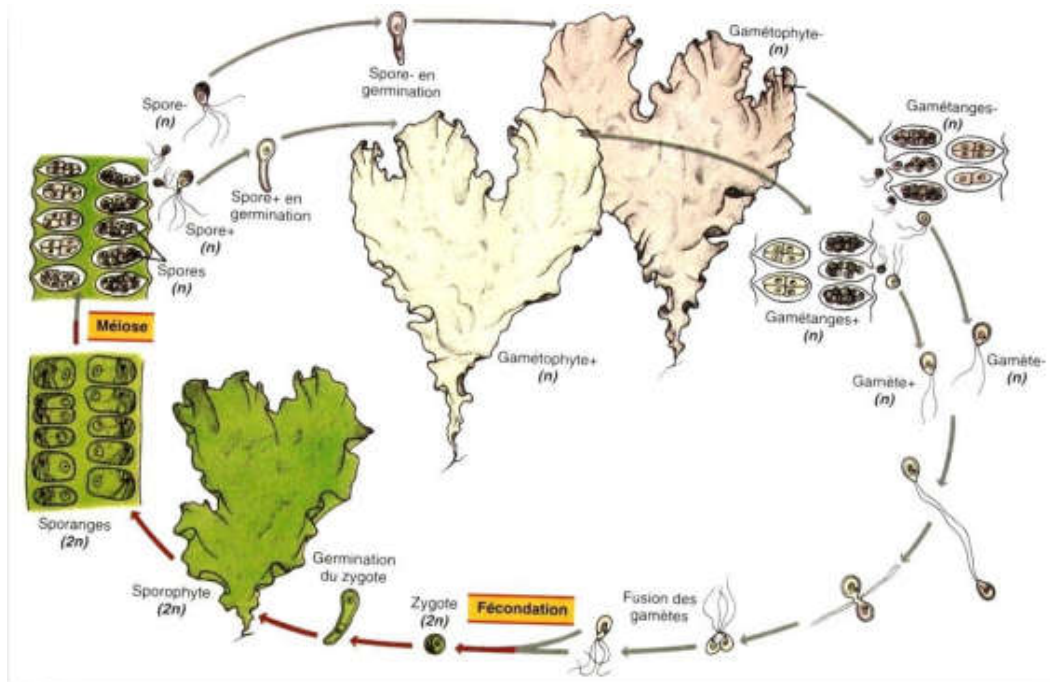 Gamétophyte-
(n)
Spore- en
germination
Spore-
(n)
Gamétanges-
(n)
Spore+ en
germination
Spore+
(n)
Spores
(n)
Méiose
Gamétanges+
(n)
Gamétophyte+
(n)
Gamète-
(n)
Gamète+
(n)
Sporanges
(2n)
Germination
du zygote
Sporophyte
(2n)
Zygote
(2n)
Fécondation
Fusion des
gamètes